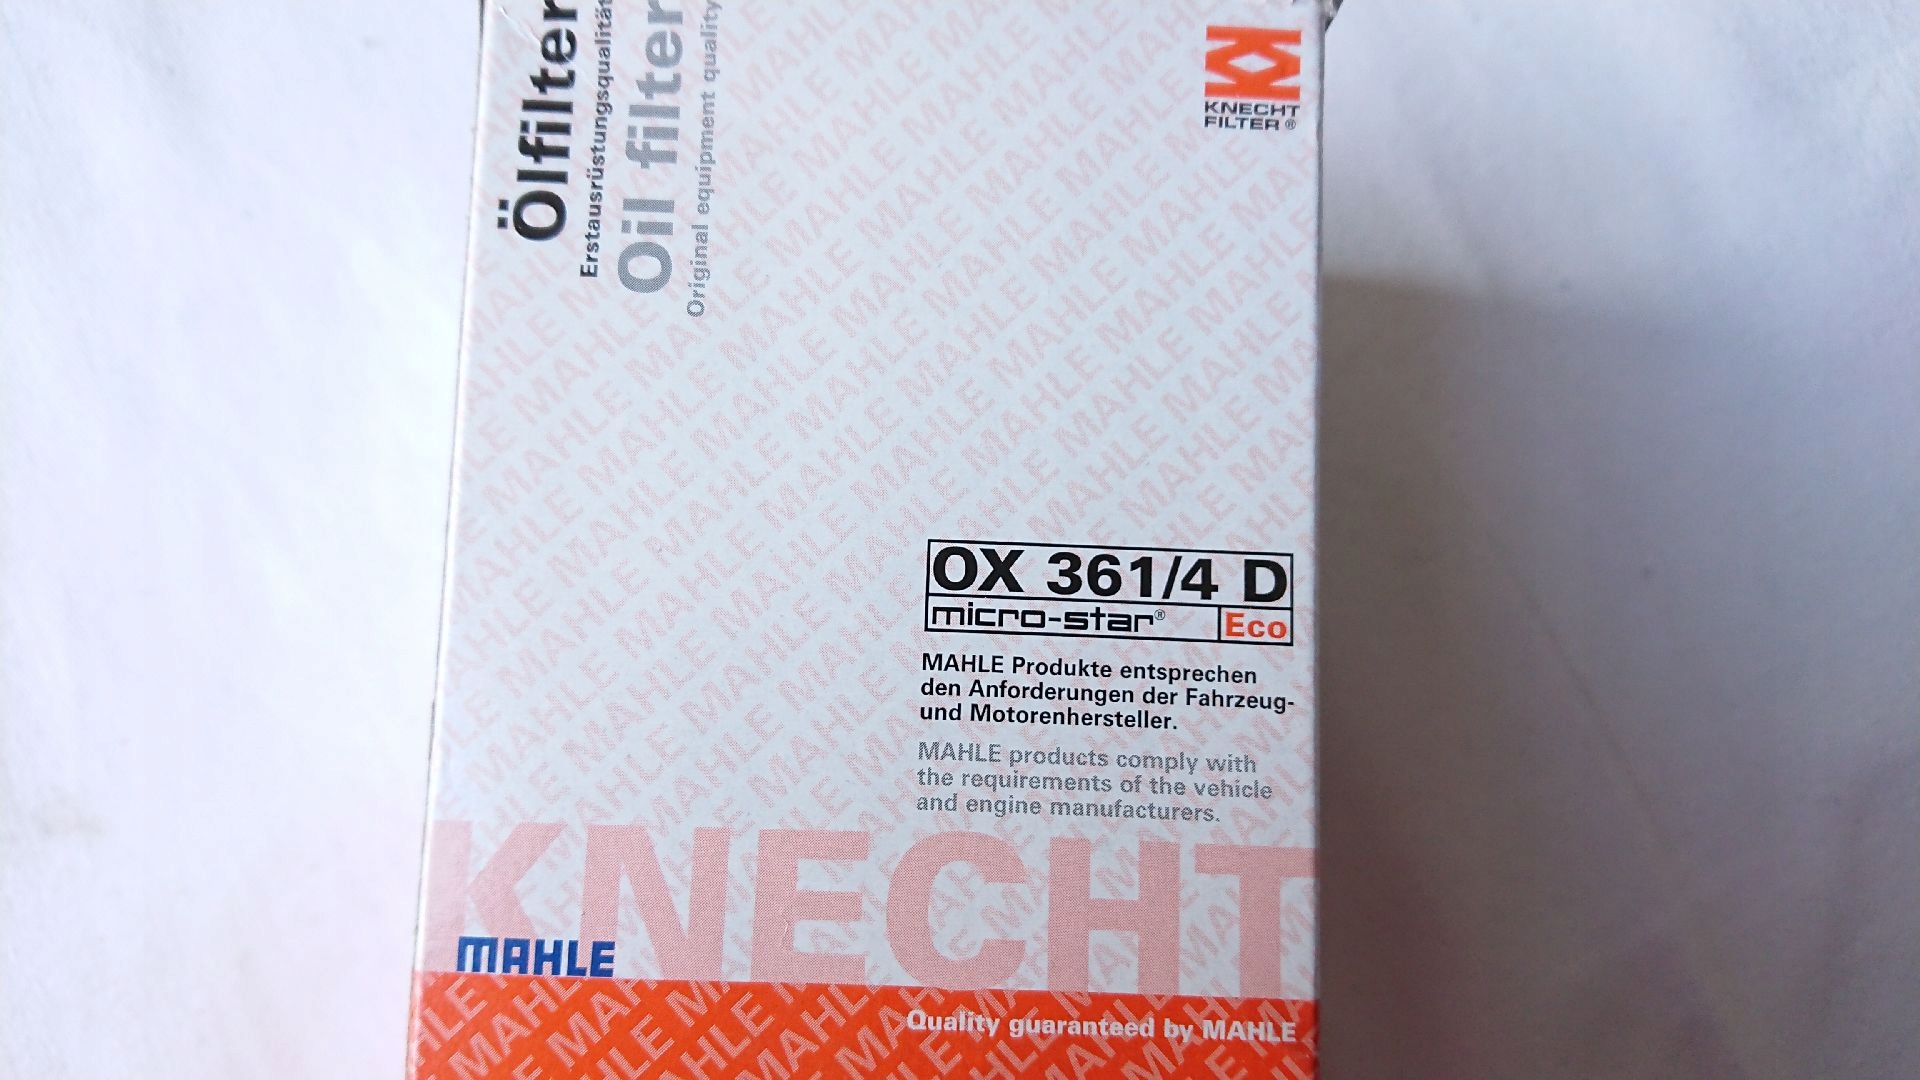 Ölfilter
Erstausrüstungsqualität
Oil filter
Original equipment quality
KNECHT
FILTER®
OX 361/4 D
micro-star®
Eco
MAHLE Produkte entsprechen
den Anforderungen der Fahrzeug-
und Motorenhersteller.
MAHLE products comply with
the requirements of the vehicle
and engine manufacturers.
KNECHT
MAHLE
Quality guaranteed by MAHLE